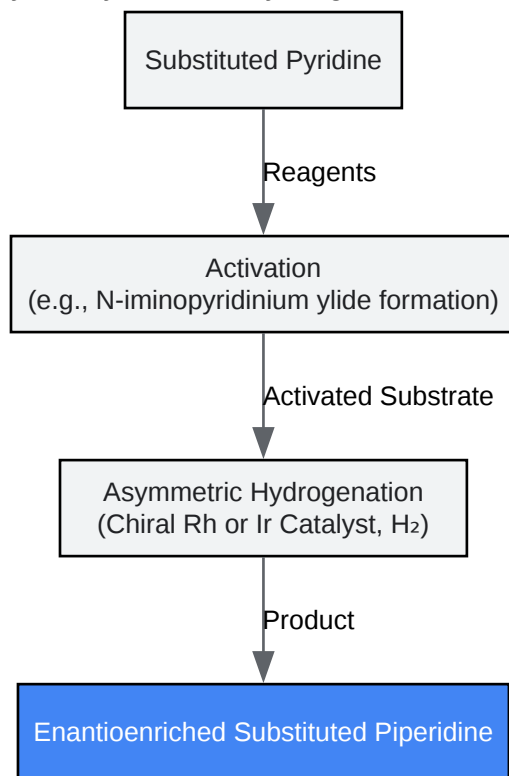 Substituted Pyridine
Reagents
Activation
(e.g., N-iminopyridinium ylide formation)
Activated Substrate
Asymmetric Hydrogenation
(Chiral Rh or Ir Catalyst, H₂)
Product
Enantioenriched Substituted Piperidine